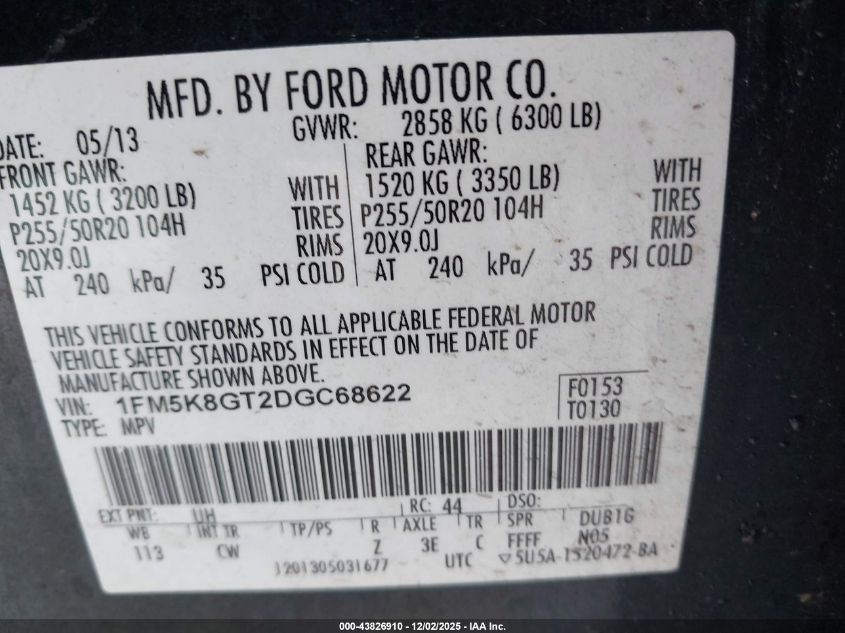 MFD. BY FORD MOTOR CO.
DATE: 05/13 GVWR: 2858 KG ( 6300 LB)
FRONT GAWR: REAR GAWR:
1452 KG ( 3200 LB) WITH 1520 KG ( 3350 LB) WITH
P255/50R20 104H TIRES P255/50R20 104H TIRES
20X9.0J RIMS 20X9.0J RIMS
AT 240 kPa/ 35 PSI COLD AT 240 kPa/ 35 PSI COLD
THIS VEHICLE CONFORMS TO ALL APPLICABLE FEDERAL MOTOR
VEHICLE SAFETY STANDARDS IN EFFECT ON THE DATE OF
MANUFACTURE SHOWN ABOVE.
VIN: 1FM5K8GT2DGC68622 F0153
TYPE: MPV T0130
EXT PNT: UH RC: 44 DSO:
WB INT TR TP/PS R AXLE TR SPR DUB1G
113 CW Z 3E C FFFF N05
1201305031677 UTC ▽5U5A-1520472-BA
000-43826910 - 12/02/2025 - IAA Inc.